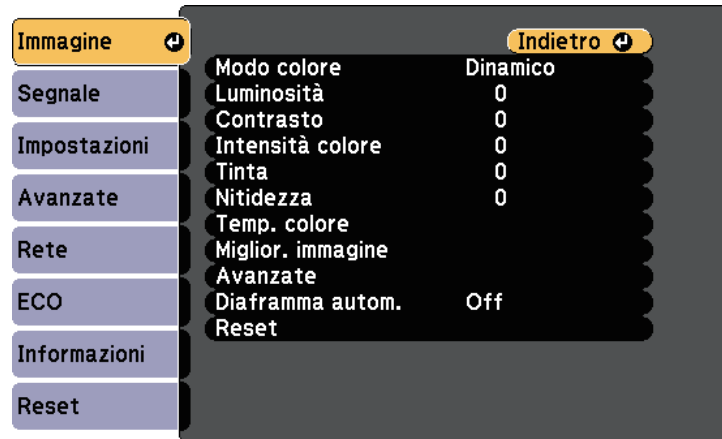 Immagine
Segnale
Impostazioni
Avanzate
Rete
ECO
Informazioni
Reset
Indietro
Modo colore Dinamico
Luminosità 0
Contrasto 0
Intensità colore 0
Tinta 0
Nitidezza 0
Temp. colore
Miglior. immagine
Avanzate
Diaframma autom. Off
Reset